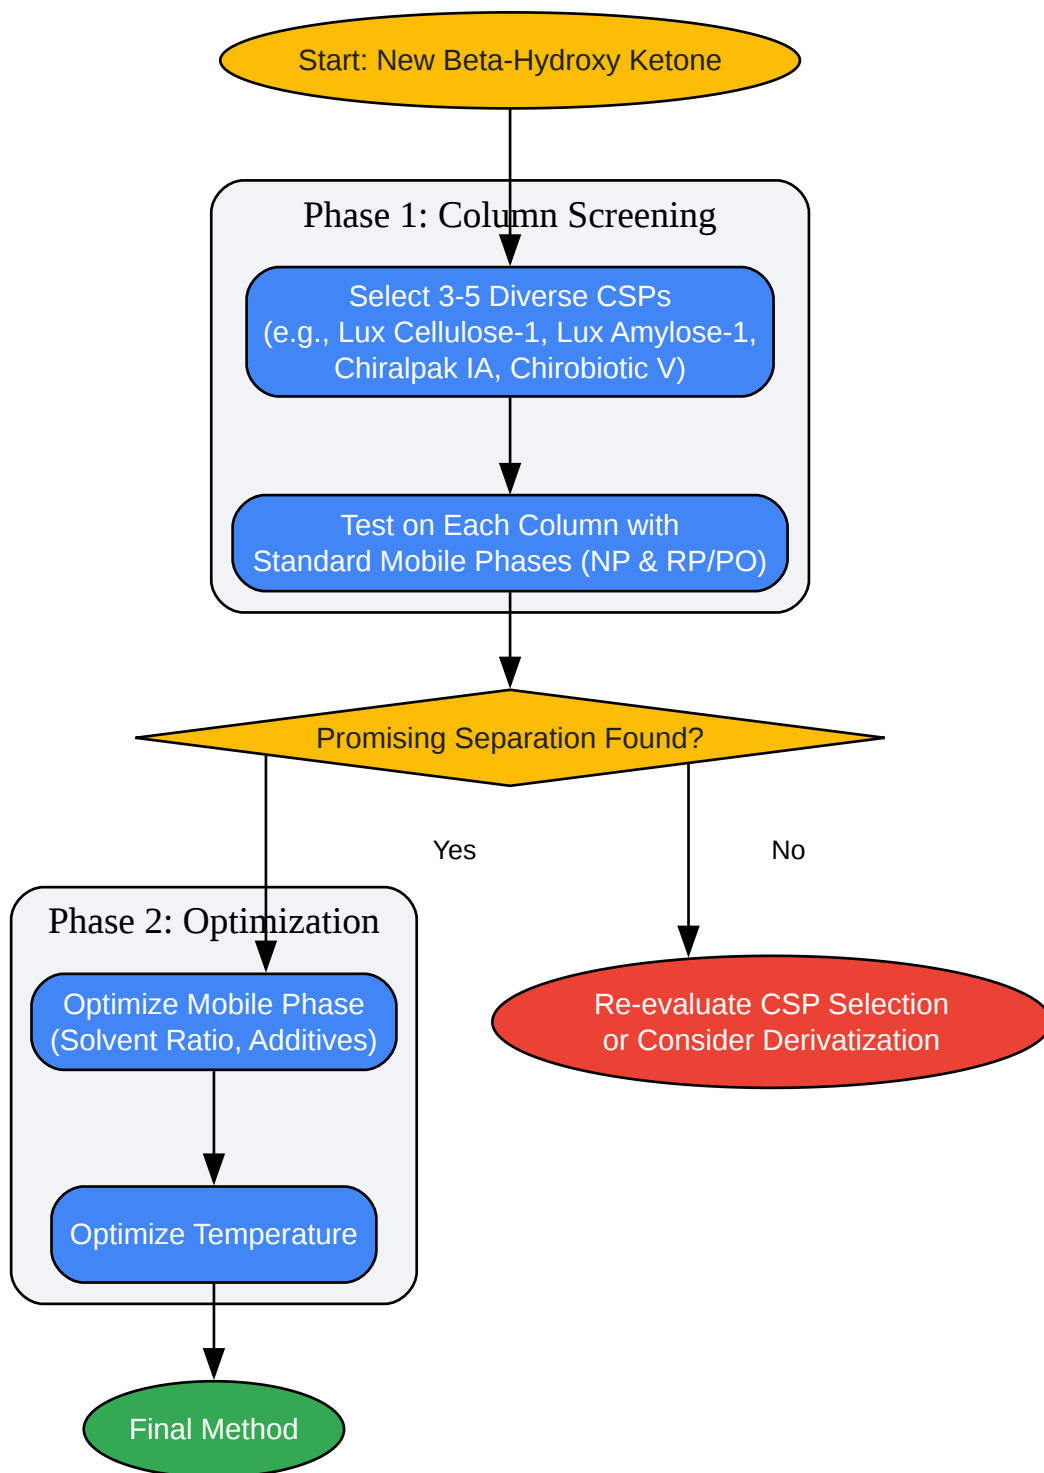 Start: New Beta-Hydroxy Ketone
Phase 1: Column Screening
Select 3-5 Diverse CSPs
(e.g., Lux Cellulose-1, Lux Amylose-1,
Chiralpak IA, Chirobiotic V)
Test on Each Column with
Standard Mobile Phases (NP & RP/PO)
Promising Separation Found?
Yes
No
Phase 2: Optimization
Optimize Mobile Phase
(Solvent Ratio, Additives)
Re-evaluate CSP Selection
or Consider Derivatization
Optimize Temperature
Final Method